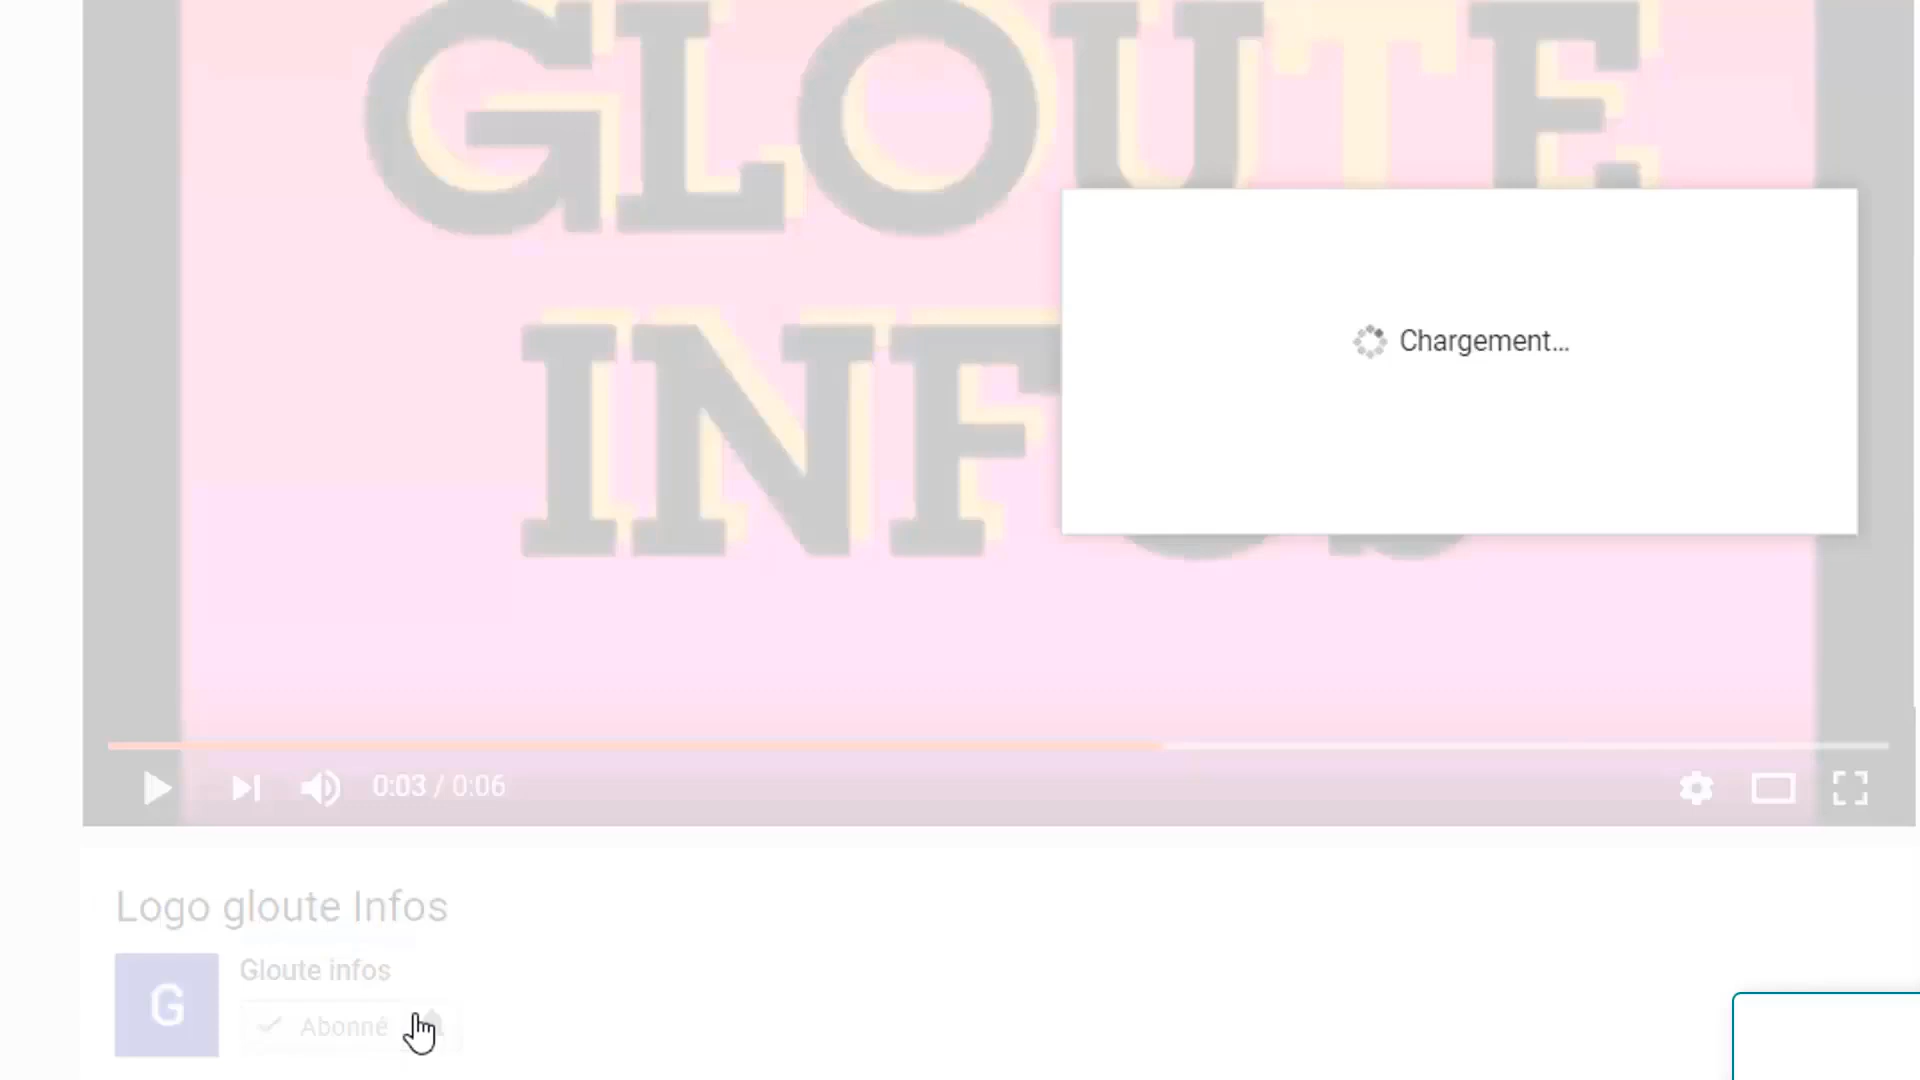 GLOUTE
INF
Chargement...
0:03 / 0:06
Logo gloute Infos
G
Gloute infos
Abonné